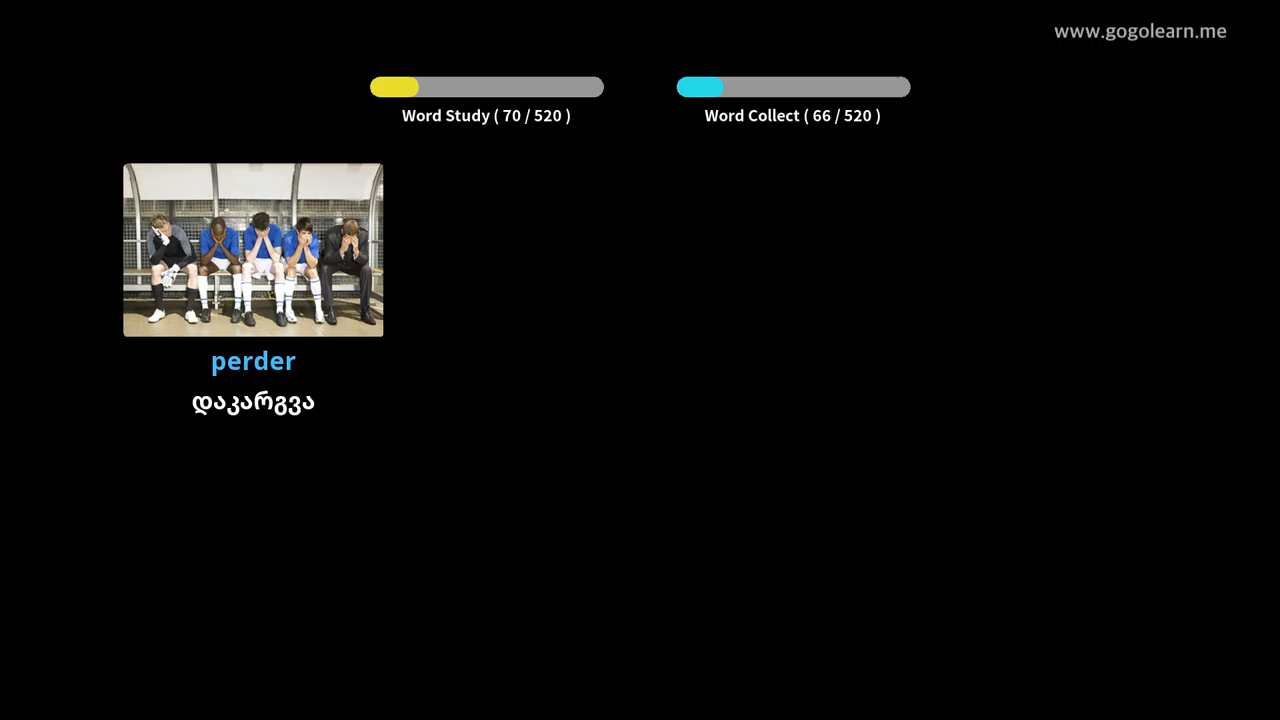 www.gogolearn.me
Word Study ( 70 / 520 )
Word Collect ( 66 / 520 )
perder
დაკარგვა